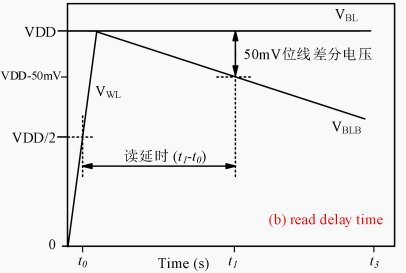 V_BL
VDD
50mV位线差分电压
VDD-50mV
V_WL
V_BLB
VDD/2
读延时 (t₁-t₀)
(b) read delay time
0
t₀
Time (s)
t₁
t₃